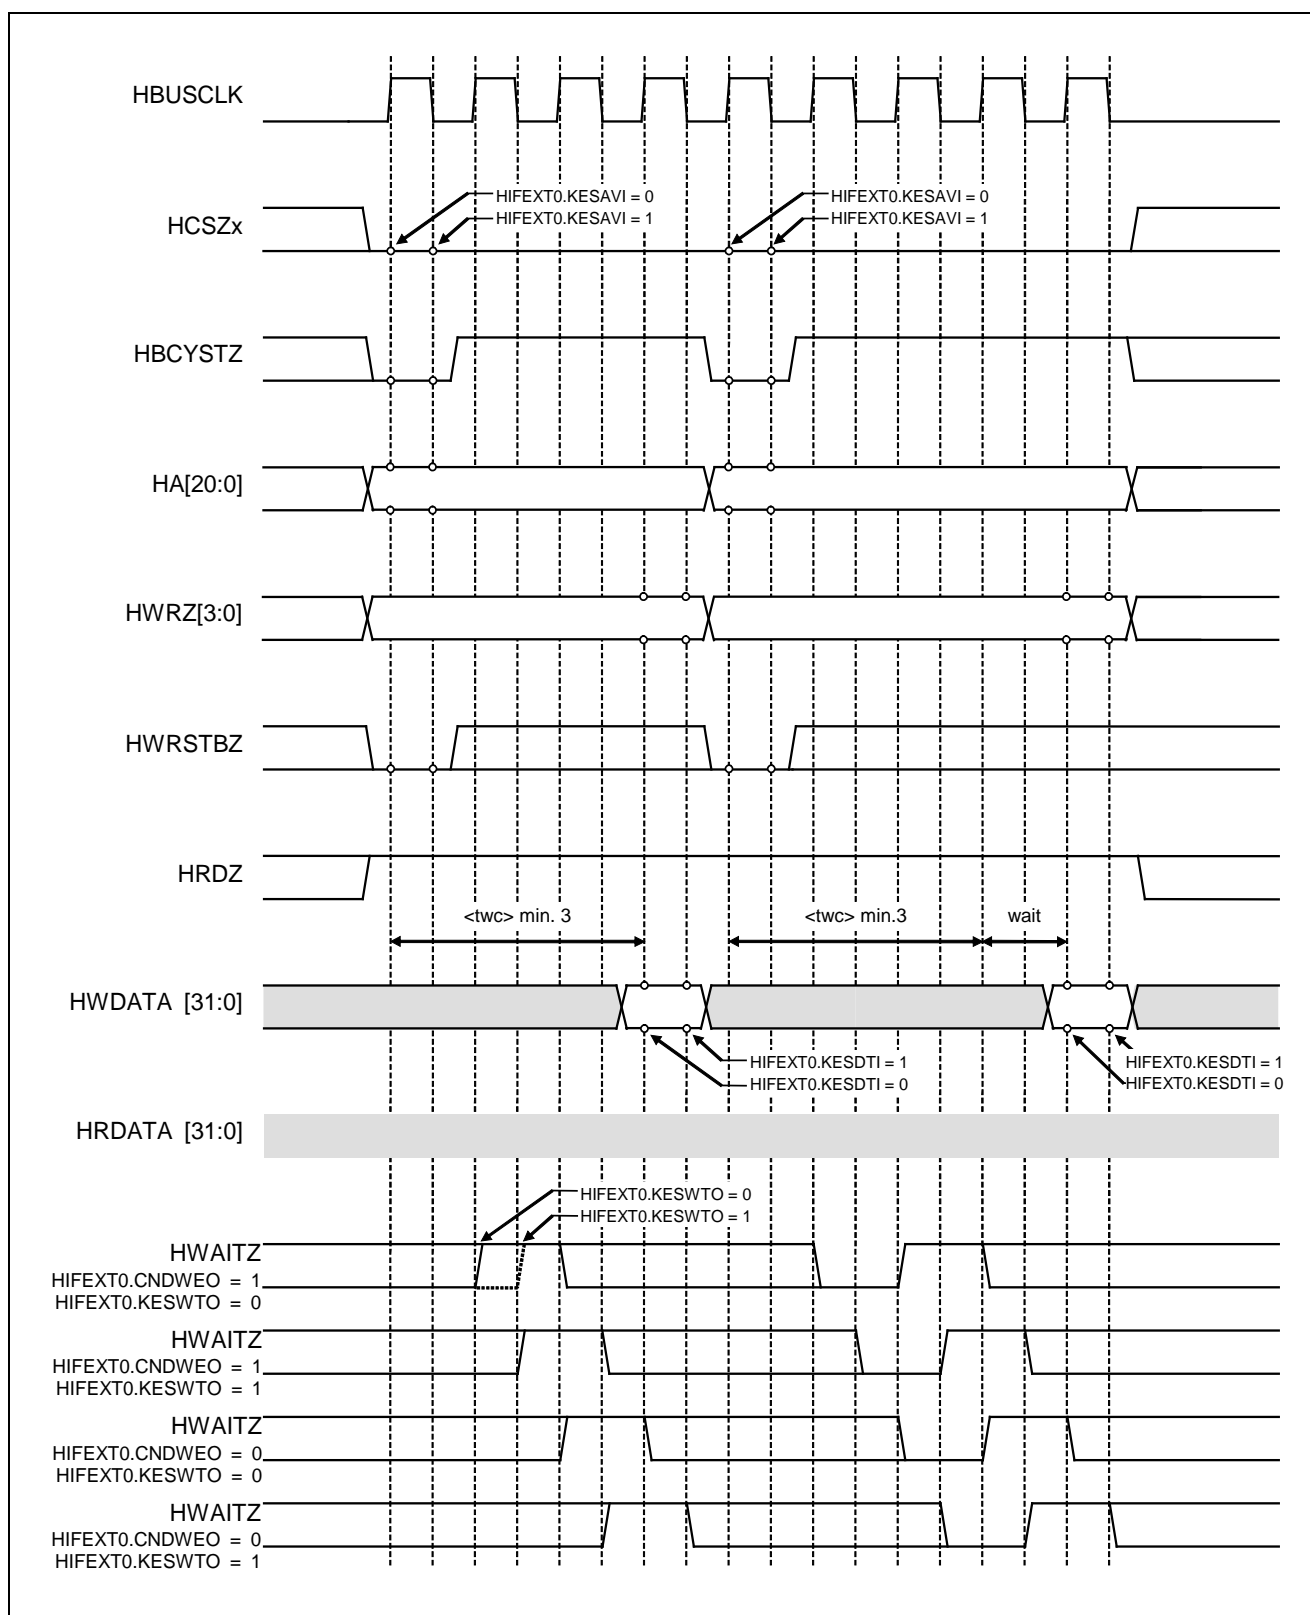 HBUSCLK
HIFEXT0.KESAVI = 0
HIFEXT0.KESAVI = 0
HIFEXT0.KESAVI = 1
HIFEXT0.KESAVI = 1
HCSZx
HBCYSTZ
HA[20:0]
HWRZ[3:0]
HWRSTBZ
HRDZ
<twc> min. 3
<twc> min.3
wait
HWDATA [31:0]
HIFEXT0.KESDTI = 1
HIFEXT0.KESDTI = 1
HIFEXT0.KESDTI = 0
HIFEXT0.KESDTI = 0
HRDATA [31:0]
HIFEXT0.KESWTO = 0
HIFEXT0.KESWTO = 1
HWAITZ
HIFEXT0.CNDWEO = 1
HIFEXT0.KESWTO = 0
HWAITZ
HIFEXT0.CNDWEO = 1
HIFEXT0.KESWTO = 1
HWAITZ
HIFEXT0.CNDWEO = 0
HIFEXT0.KESWTO = 0
HWAITZ
HIFEXT0.CNDWEO = 0
HIFEXT0.KESWTO = 1